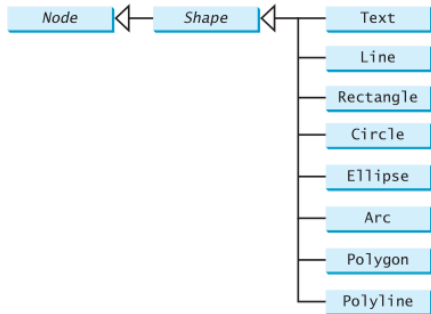 Node
Shape
Text
Line
Rectangle
Circle
Ellipse
Arc
Polygon
Polyline